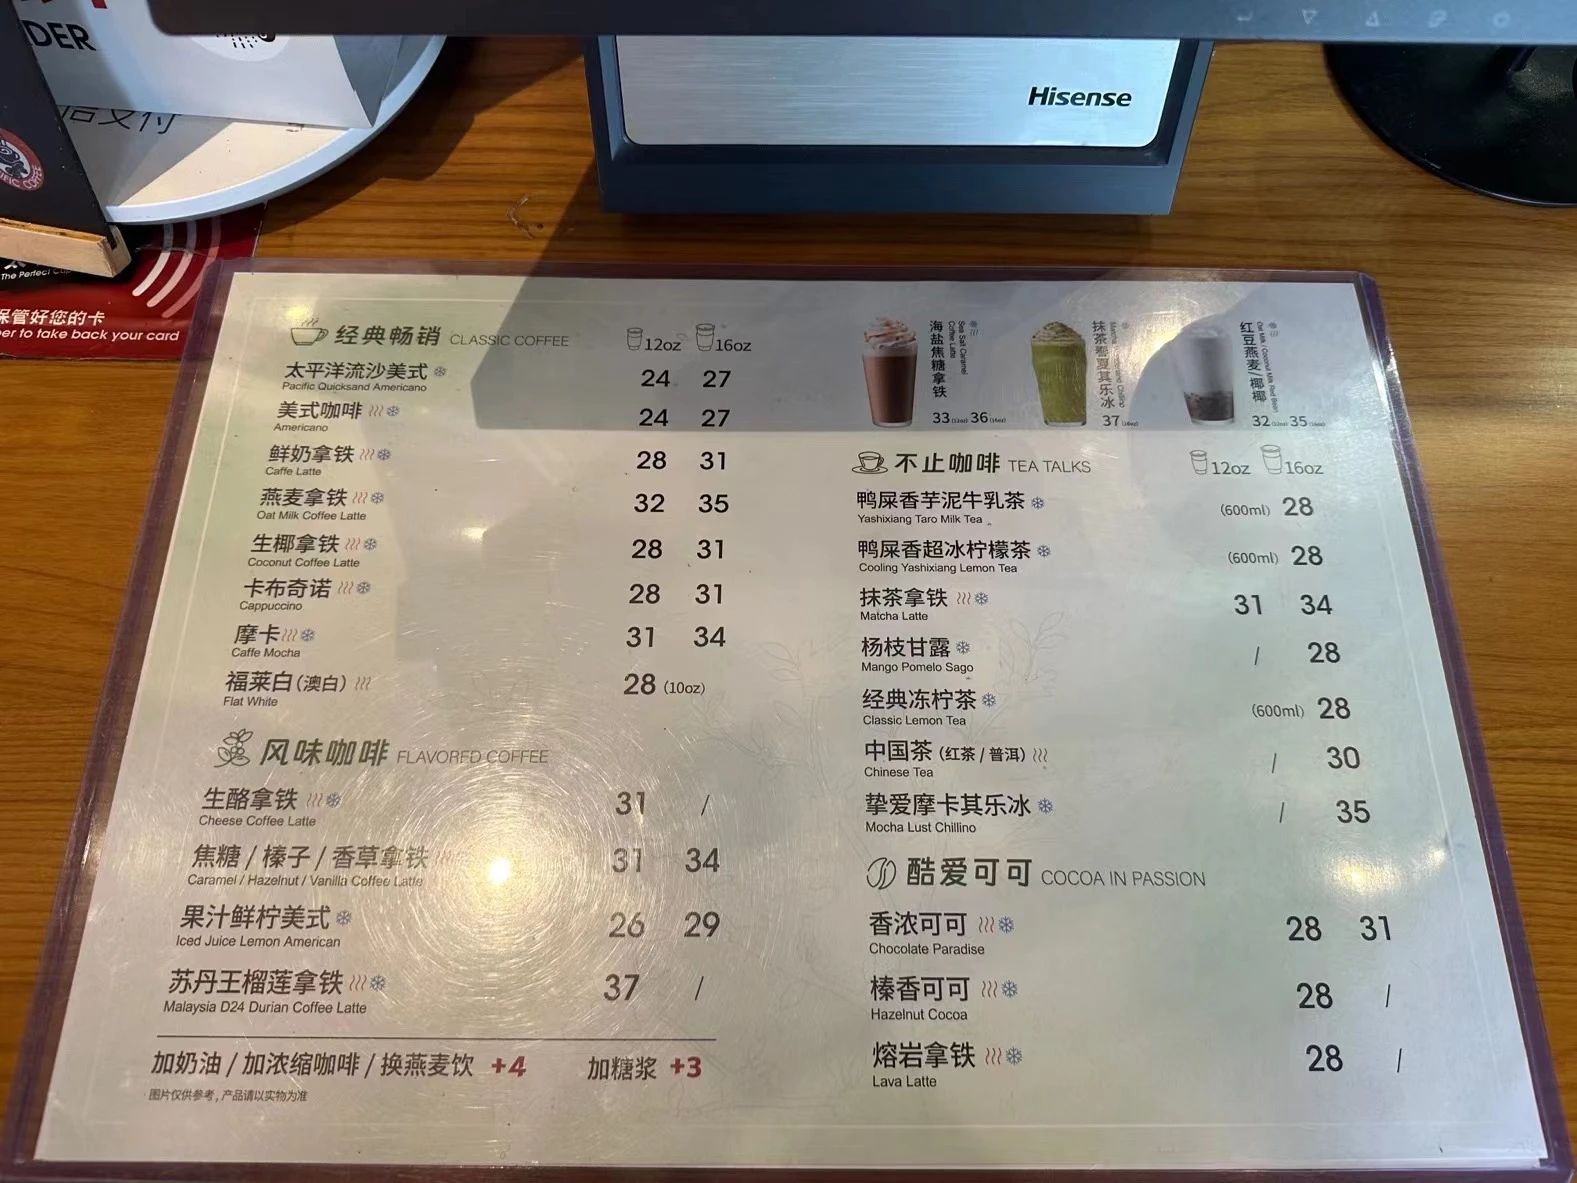 DER
Hisense
The Perfect Cup
保管好您的卡
er to take back your card
经典畅销 CLASSIC COFFEE 12oz 16oz
太平洋流沙美式 24 27
Pacific Quicksand Americano
美式咖啡 24 27
Americano
鲜奶拿铁 28 31
Caffe Latte
燕麦拿铁 32 35
Oat Milk Coffee Latte
生椰拿铁 28 31
Coconut Coffee Latte
卡布奇诺 28 31
Cappuccino
摩卡 31 34
Caffe Mocha
福莱白(澳白) 28 (10oz)
Flat White
风味咖啡 FLAVORED COFFEE
生酪拿铁 31 /
Cheese Coffee Latte
焦糖 / 榛子 / 香草拿铁 31 34
Caramel / Hazelnut / Vanilla Coffee Latte
果汁鲜柠美式 26 29
Iced Juice Lemon American
苏丹王榴莲拿铁 37 /
Malaysia D24 Durian Coffee Latte
加奶油 / 加浓缩咖啡 / 换燕麦饮 +4 加糖浆 +3
图片仅供参考，产品请以实物为准
海盐焦糖拿铁
Sea Salt Caramel
Coffee Latte
33 (12oz) 36 (16oz)
抹茶馨夏其乐冰
37 (16oz)
红豆燕麦/椰椰
32 (12oz) 35 (16oz)
不止咖啡 TEA TALKS 12oz 16oz
鸭屎香芋泥牛乳茶 (600ml) 28
Yashixiang Taro Milk Tea
鸭屎香超冰柠檬茶 (600ml) 28
Cooling Yashixiang Lemon Tea
抹茶拿铁 31 34
Matcha Latte
杨枝甘露 / 28
Mango Pomelo Sago
经典冻柠茶 (600ml) 28
Classic Lemon Tea
中国茶 (红茶 / 普洱) / 30
Chinese Tea
挚爱摩卡其乐冰 / 35
Mocha Lust Chillino
酷爱可可 COCOA IN PASSION
香浓可可 28 31
Chocolate Paradise
榛香可可 28 /
Hazelnut Cocoa
熔岩拿铁 28 /
Lava Latte